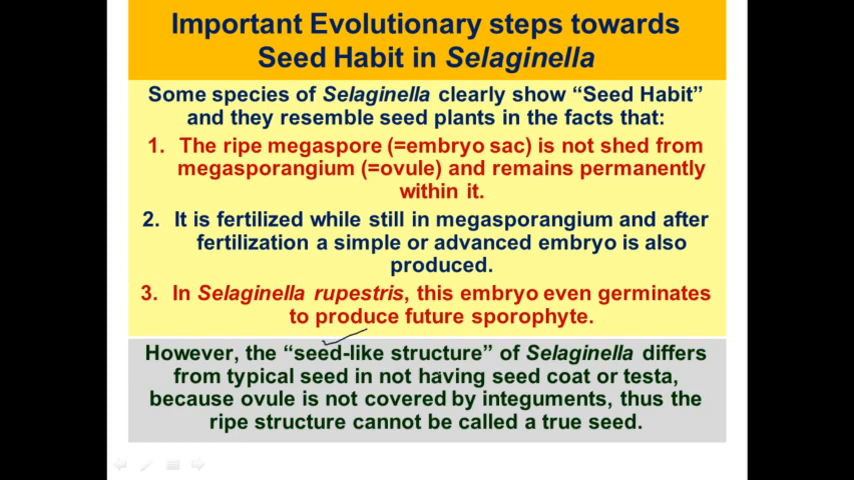 Important Evolutionary steps towards
Seed Habit in Selaginella
Some species of Selaginella clearly show “Seed Habit”
and they resemble seed plants in the facts that:
1. The ripe megaspore (=embryo sac) is not shed from
megasporangium (=ovule) and remains permanently
within it.
2. It is fertilized while still in megasporangium and after
fertilization a simple or advanced embryo is also
produced.
3. In Selaginella rupestris, this embryo even germinates
to produce future sporophyte.
However, the “seed-like structure” of Selaginella differs
from typical seed in not having seed coat or testa,
because ovule is not covered by integuments, thus the
ripe structure cannot be called a true seed.